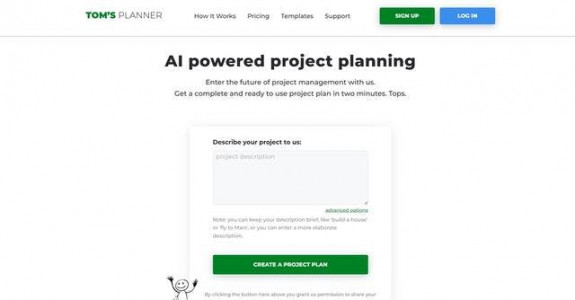 TOM'S PLANNER
How It Works Pricing Templates Support
SIGN UP LOG IN
AI powered project planning
Enter the future of project management with us.
Get a complete and ready to use project plan in two minutes. Tops.
Describe your project to us:
project description
advanced options
Note: you can keep your description brief, like 'build a house'
or 'fly to Mars', or you can enter a more elaborate
description.
CREATE A PROJECT PLAN
By clicking the button here above you grant us permission to share your